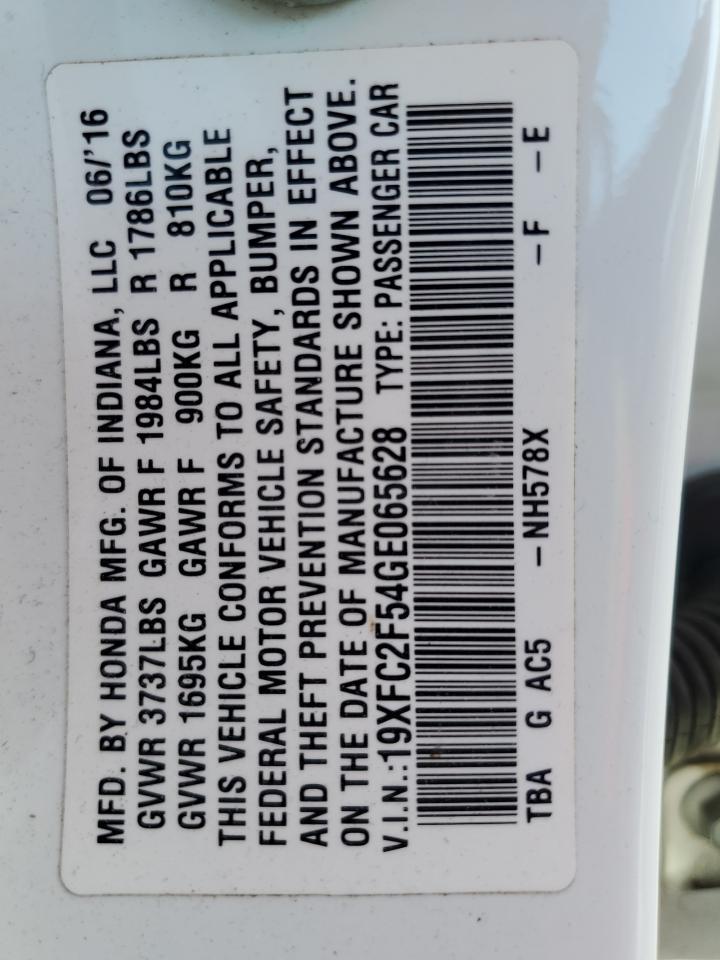 MFD. BY HONDA MFG. OF INDIANA, LLC 06/'16
GVWR 3737LBS GAWR F 1984LBS R 1786LBS
GVWR 1695KG GAWR F 900KG R 810KG
THIS VEHICLE CONFORMS TO ALL APPLICABLE
FEDERAL MOTOR VEHICLE SAFETY, BUMPER,
AND THEFT PREVENTION STANDARDS IN EFFECT
ON THE DATE OF MANUFACTURE SHOWN ABOVE.
V.I.N.:19XFC2F54GE065628 TYPE: PASSENGER CAR
TBA G AC5 -NH578X -F -E